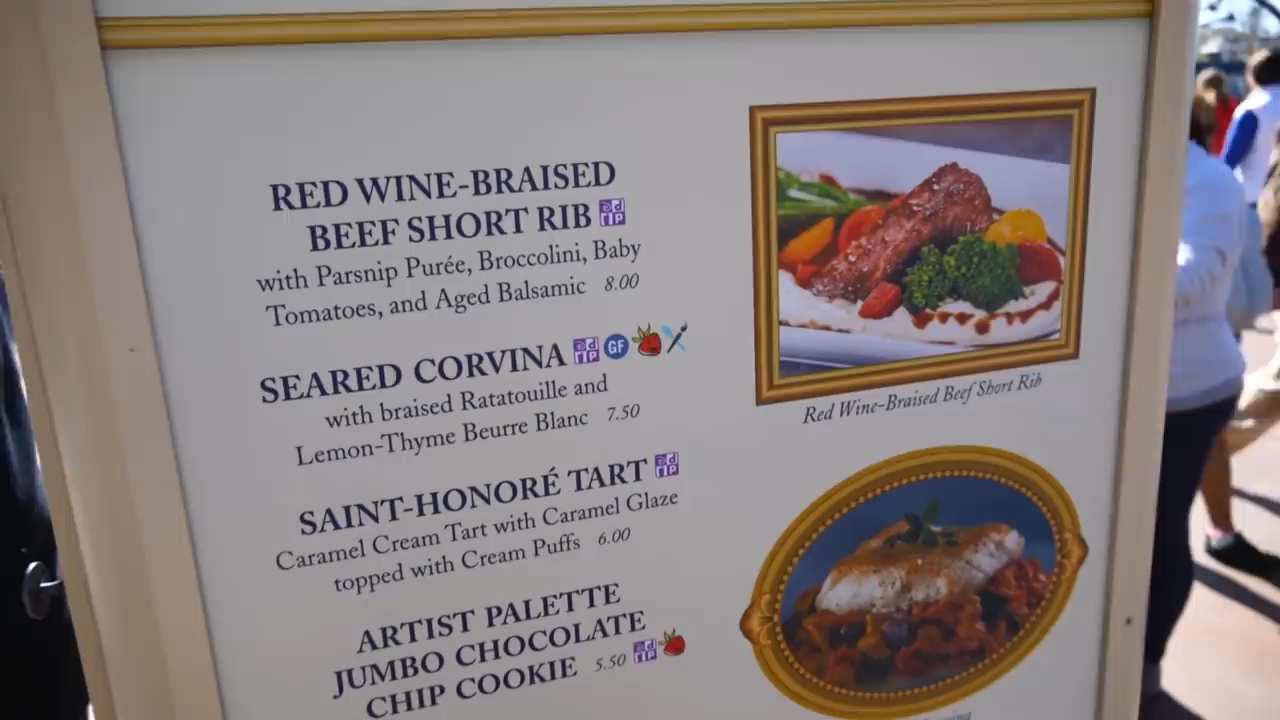 RED WINE-BRAISED
BEEF SHORT RIB
with Parsnip Purée, Broccolini, Baby
Tomatoes, and Aged Balsamic 8.00
SEARED CORVINA GF
with braised Ratatouille and
Lemon-Thyme Beurre Blanc 7.50
SAINT-HONORÉ TART
Caramel Cream Tart with Caramel Glaze
topped with Cream Puffs 6.00
ARTIST PALETTE
JUMBO CHOCOLATE
CHIP COOKIE 5.50
Red Wine-Braised Beef Short Rib